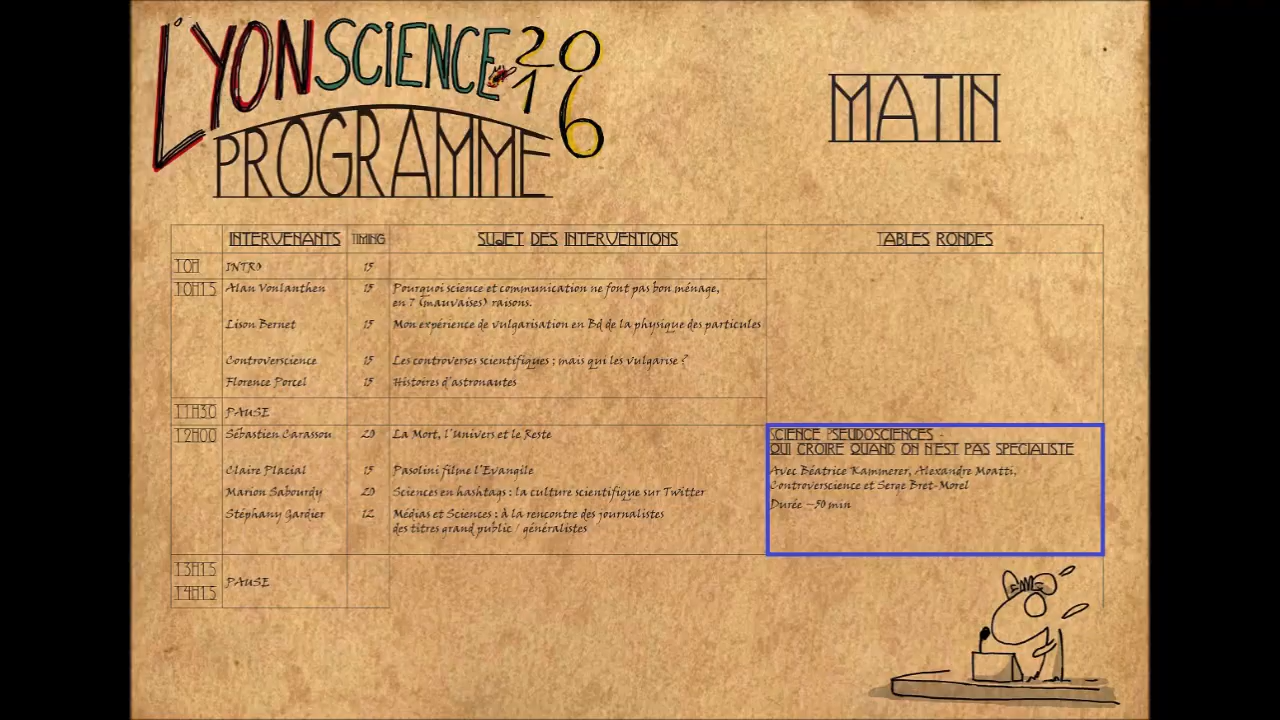 LYONSCIENCE 2016
PROGRAMME
MATIN
INTERVENANTS TIMING SUJET DES INTERVENTIONS TABLES RONDES
10H INTRO 15
10H15 Alan Vonlanthen 15 Pourquoi science et communication ne font pas bon ménage,
en 7 (mauvaises) raisons.
Lison Bernet 15 Mon expérience de vulgarisation en Bd de la physique des particules
Controverscience 15 Les controverses scientifiques : mais qui les vulgarise ?
Florence Porcel 15 Histoires d'astronautes
11H30 PAUSE
12H00 Sébastien Carassou 20 La Mort, l'Univers et le Reste
Claire Placial 15 Pasolini filme l'Evangile
Marion Sabourdy 20 Sciences en hashtags : la culture scientifique sur Twitter
Stéphany Gardier 12 Médias et Sciences : à la rencontre des journalistes
des titres grand public / généralistes
SCIENCE PSEUDOSCIENCES -
QUI CROIRE QUAND ON N'EST PAS SPECIALISTE
Avec Béatrice Kammerer, Alexandre Moatti,
Controverscience et Serge Bret-Morel
Durée ~50 min
13H15
PAUSE
14H15